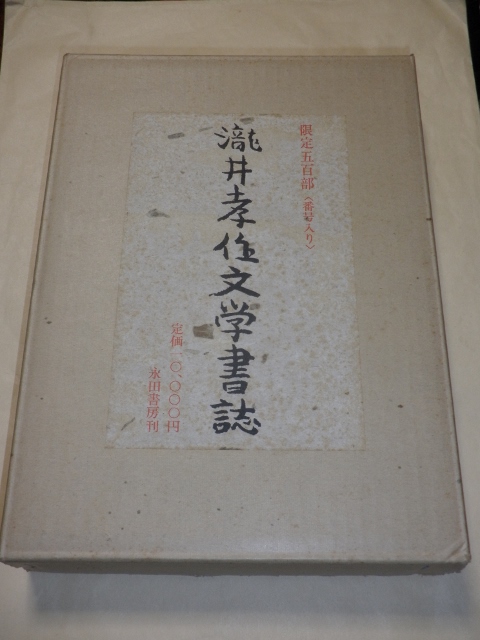 限定五百部〈番号入り〉
瀧井孝作文学書誌
定価一〇、〇〇〇円
永田書房刊